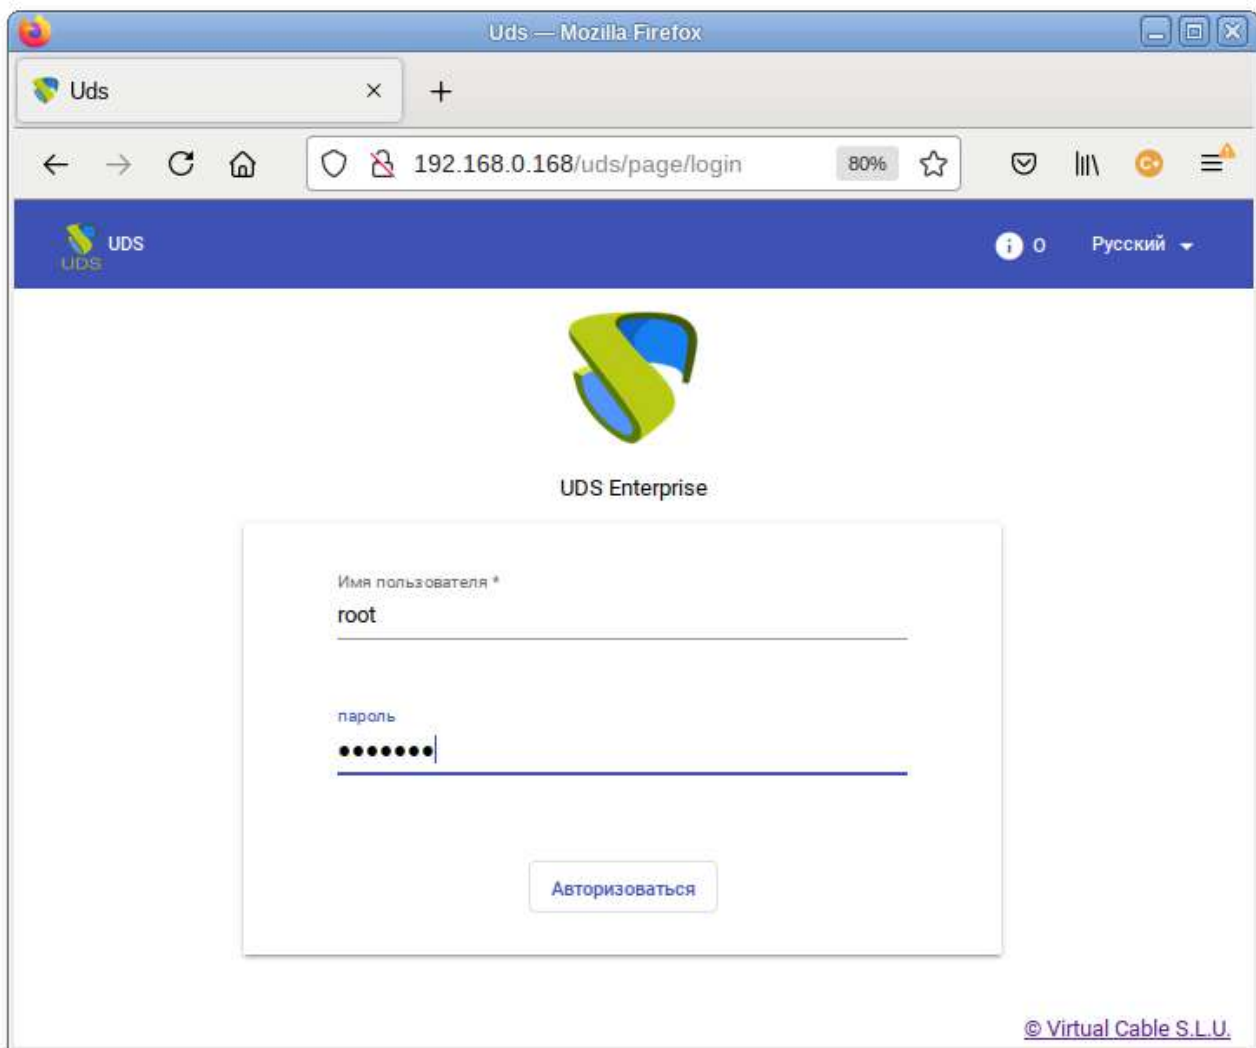 Uds — Mozilla Firefox
Uds
192.168.0.168/uds/page/login 80%
UDS UDS 0 Русский
UDS Enterprise
Имя пользователя *
root
пароль
•••••••
Авторизоваться
© Virtual Cable S.L.U.